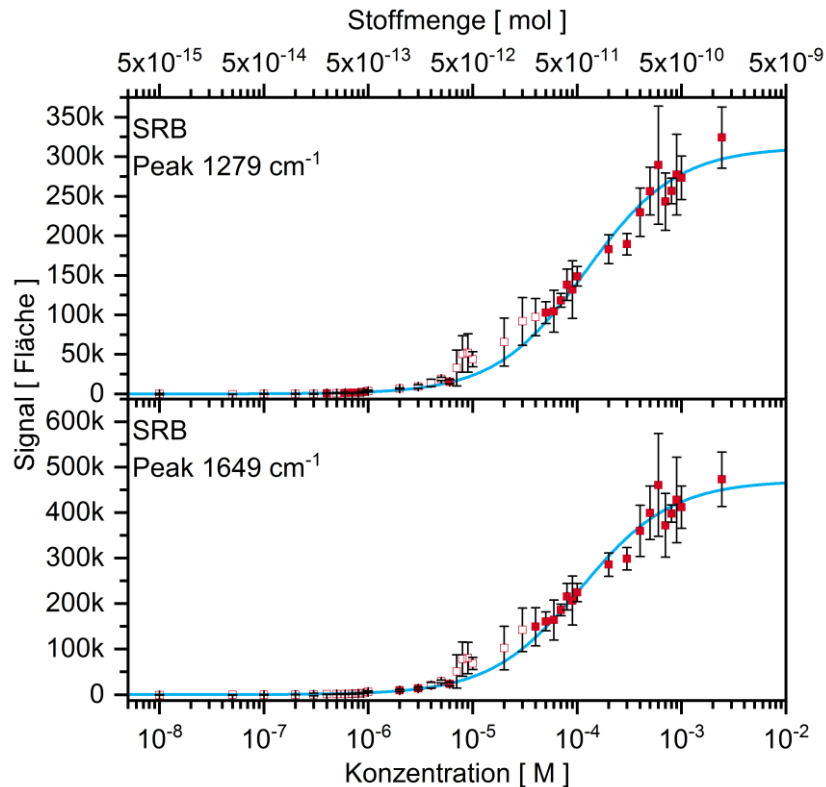 Stoffmenge [ mol ]
5x10⁻¹⁵ 5x10⁻¹⁴ 5x10⁻¹³ 5x10⁻¹² 5x10⁻¹¹ 5x10⁻¹⁰ 5x10⁻⁹
SRB
Peak 1279 cm⁻¹
350k
300k
250k
200k
150k
100k
50k
0
Signal [ Fläche ]
SRB
Peak 1649 cm⁻¹
600k
500k
400k
300k
200k
100k
0
10⁻⁸ 10⁻⁷ 10⁻⁶ 10⁻⁵ 10⁻⁴ 10⁻³ 10⁻²
Konzentration [ M ]